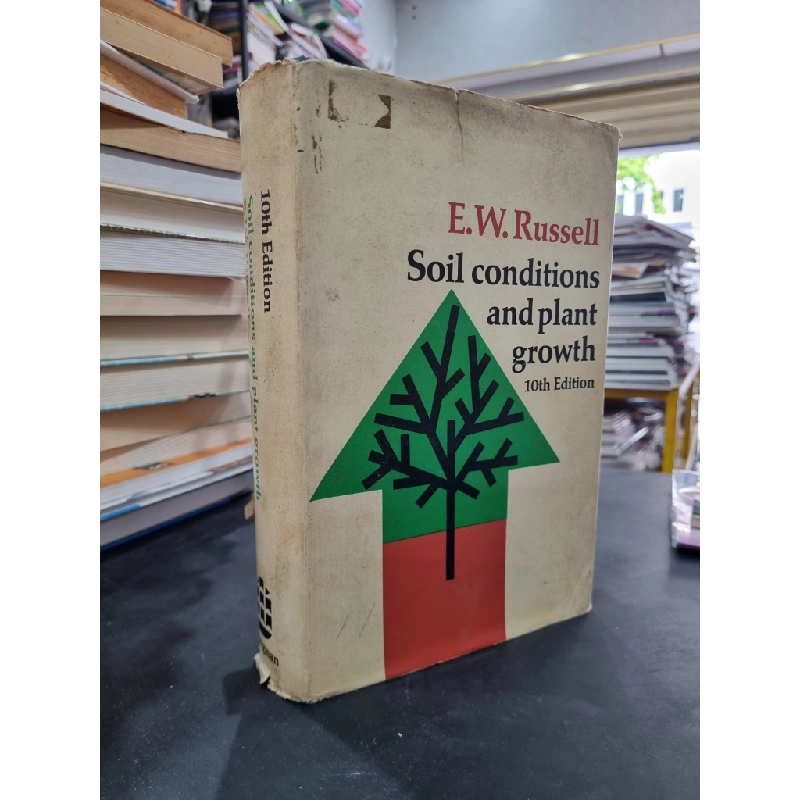 E.W. Russell
Soil conditions
and plant
growth
10th Edition
10th Edition
Soil conditions and plant growth